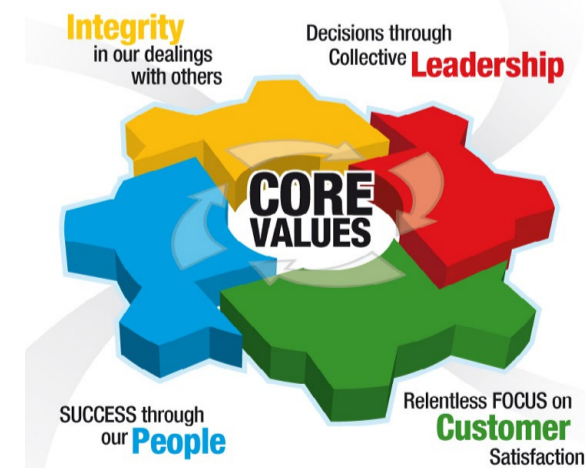 Integrity
in our dealings
with others
Decisions through
Collective Leadership
CORE
VALUES
SUCCESS through
our People
Relentless FOCUS on
Customer
Satisfaction